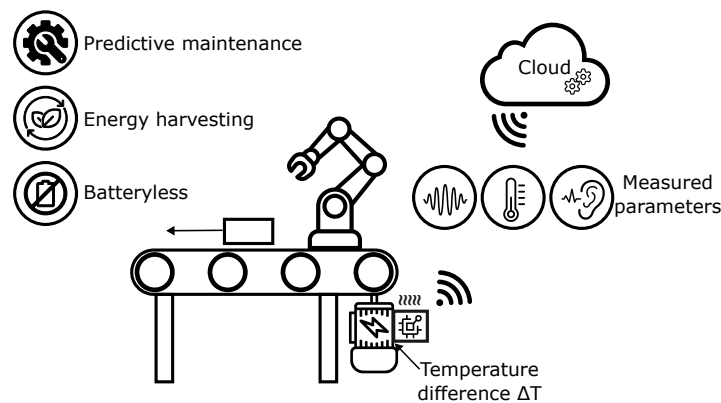 Predictive maintenance
Energy harvesting
Batteryless
Cloud
Measured
parameters
Temperature
difference ΔT